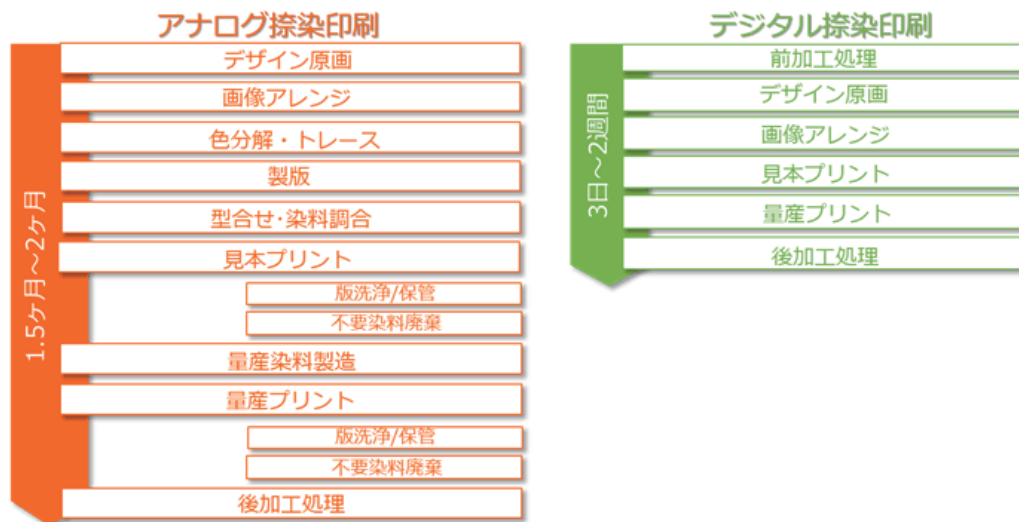 アナログ捺染印刷
1.5ケ月～2ケ月
デザイン原画
画像アレンジ
色分解・トレース
製版
型合せ･染料調合
見本プリント
版洗浄/保管
不要染料廃棄
量産染料製造
量産プリント
版洗浄/保管
不要染料廃棄
後加工処理
デジタル捺染印刷
3日～2週間
前加工処理
デザイン原画
画像アレンジ
見本プリント
量産プリント
後加工処理